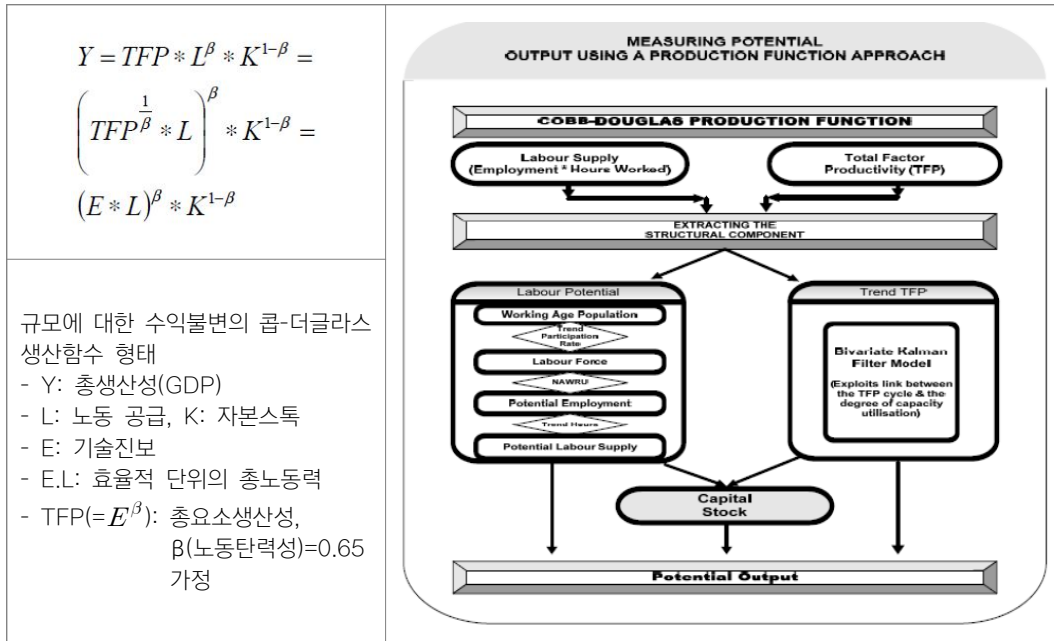 Y = TFP * L^β * K^{1-β} =
(TFP^{1/β} * L)^β * K^{1-β} =
(E * L)^β * K^{1-β}
규모에 대한 수익불변의 콥-더글라스
생산함수 형태
- Y: 총생산성(GDP)
- L: 노동 공급, K: 자본스톡
- E: 기술진보
- E.L: 효율적 단위의 총노동력
- TFP(=E^β): 총요소생산성,
β(노동탄력성)=0.65
가정
MEASURING POTENTIAL
OUTPUT USING A PRODUCTION FUNCTION APPROACH
COBB-DOUGLAS PRODUCTION FUNCTION
Labour Supply
(Employment * Hours Worked)
Total Factor
Productivity (TFP)
EXTRACTING THE
STRUCTURAL COMPONENT
Labour Potential
Working Age Population
Trend
Participation
Rate
Labour Force
NAWRU
Potential Employment
Trend Hours
Potential Labour Supply
Trend TFP
Bivariate Kalman
Filter Model
(Exploits link between
the TFP cycle & the
degree of capacity
utilisation)
Capital
Stock
Potential Output